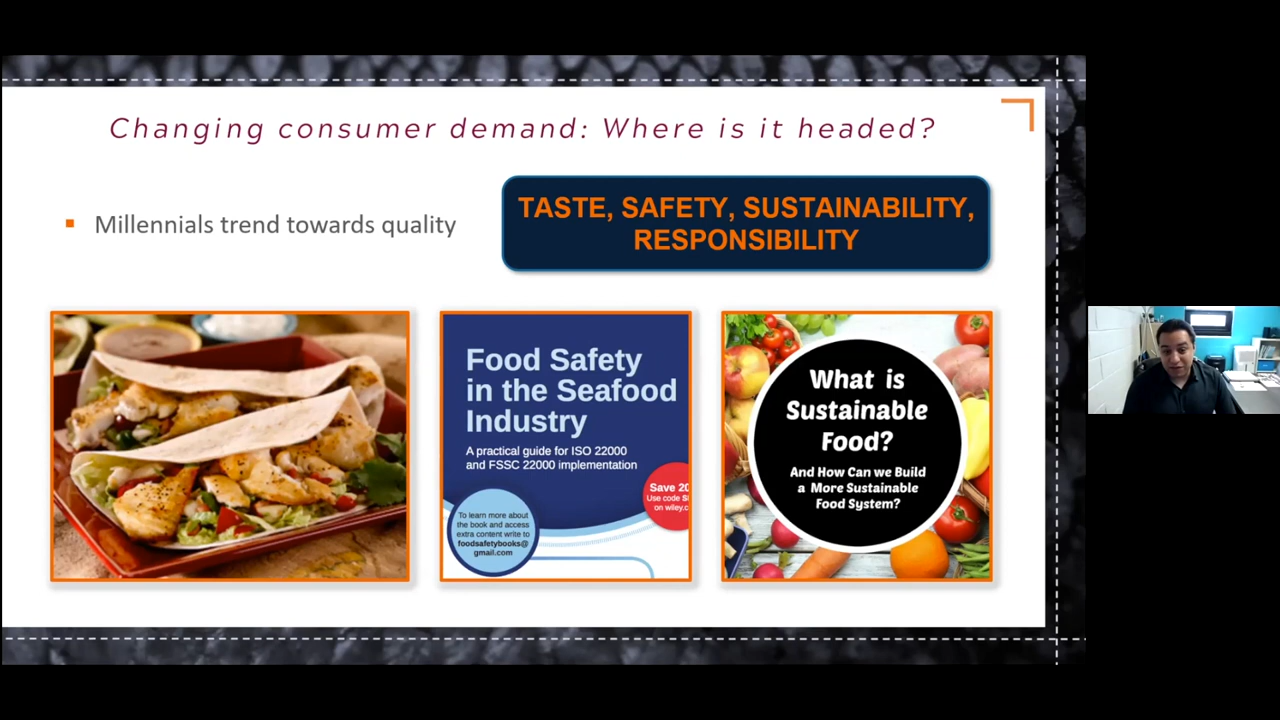 Changing consumer demand: Where is it headed?
Millennials trend towards quality
TASTE, SAFETY, SUSTAINABILITY,
RESPONSIBILITY
Food Safety
in the Seafood
Industry
A practical guide for ISO 22000
and FSSC 22000 implementation
Save 20
Use code
on wiley.c
To learn more about
the book and access
extra content write to
foodsafetybooks@
gmail.com
What is
Sustainable
Food?
And How Can we Build
a More Sustainable
Food System?